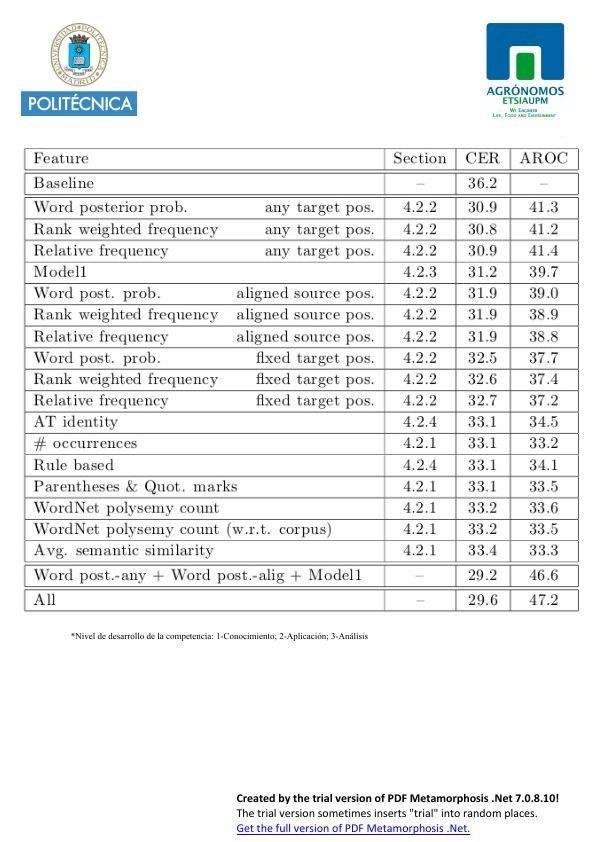 UNIVERSIDAD POLITÉCNICA
MADRID
POLITÉCNICA
AGRÓNOMOS
ETSIAUPM
WE ENGINEER
LIFE, FOOD AND ENVIRONMENT
Feature Section CER AROC
Baseline – 36.2 –
Word posterior prob. any target pos. 4.2.2 30.9 41.3
Rank weighted frequency any target pos. 4.2.2 30.8 41.2
Relative frequency any target pos. 4.2.2 30.9 41.4
Model1 4.2.3 31.2 39.7
Word post. prob. aligned source pos. 4.2.2 31.9 39.0
Rank weighted frequency aligned source pos. 4.2.2 31.9 38.9
Relative frequency aligned source pos. 4.2.2 31.9 38.8
Word post. prob. fixed target pos. 4.2.2 32.5 37.7
Rank weighted frequency fixed target pos. 4.2.2 32.6 37.4
Relative frequency fixed target pos. 4.2.2 32.7 37.2
AT identity 4.2.4 33.1 34.5
# occurrences 4.2.1 33.1 33.2
Rule based 4.2.4 33.1 34.1
Parentheses & Quot. marks 4.2.1 33.1 33.5
WordNet polysemy count 4.2.1 33.2 33.6
WordNet polysemy count (w.r.t. corpus) 4.2.1 33.2 33.5
Avg. semantic similarity 4.2.1 33.4 33.3
Word post.-any + Word post.-alig + Model1 – 29.2 46.6
All – 29.6 47.2
*Nivel de desarrollo de la competencia: 1-Conocimiento; 2-Aplicación; 3-Análisis
Created by the trial version of PDF Metamorphosis .Net 7.0.8.10!
The trial version sometimes inserts "trial" into random places.
Get the full version of PDF Metamorphosis .Net.